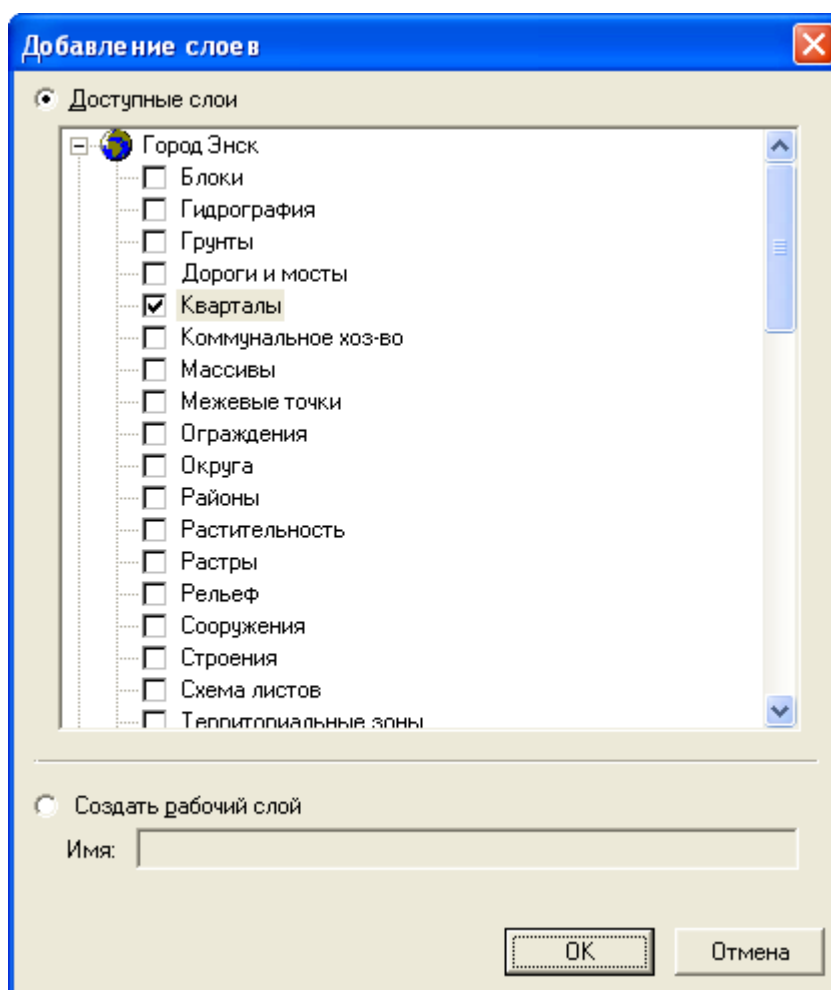 Добавление слоев
Доступные слои
Город Энск
Блоки
Гидрография
Грунты
Дороги и мосты
Кварталы
Коммунальное хоз-во
Массивы
Межевые точки
Ограждения
Округа
Районы
Растительность
Растры
Рельеф
Сооружения
Строения
Схема листов
Территориальные зоны
Создать рабочий слой
Имя:
OK Отмена